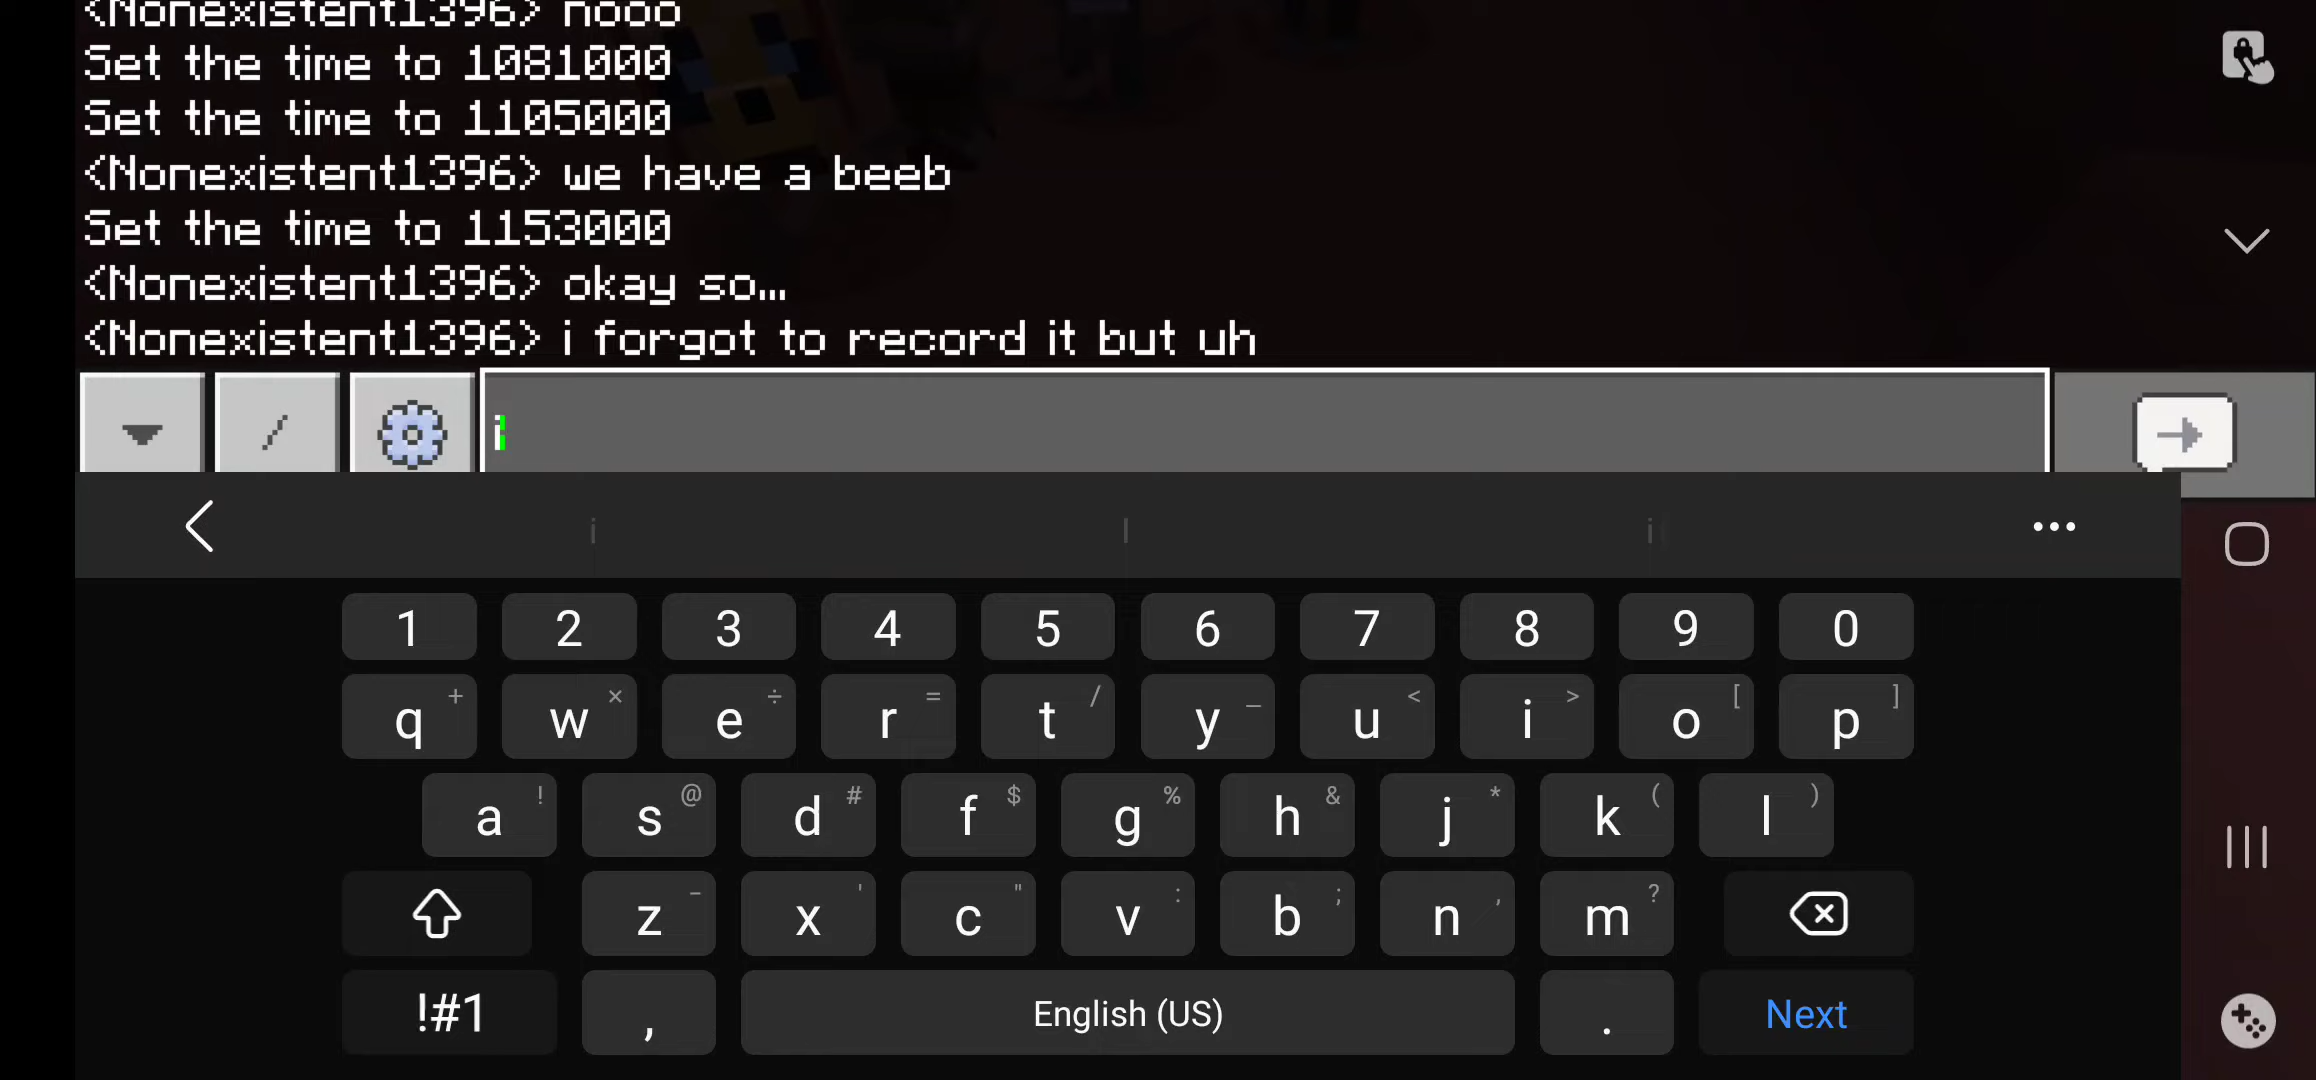 <Nonexistent1396> nooo
Set the time to 1081000
Set the time to 1105000
<Nonexistent1396> we have a beeb
Set the time to 1153000
<Nonexistent1396> okay so...
<Nonexistent1396> i forgot to record it but uh
/
i
i I i
•••
1 2 3 4 5 6 7 8 9 0
q + w × e ÷ r = t / y _ u < i > o [ p ]
a ! s @ d # f $ g % h & j * k ( l )
z - x ' c " v : b ; n , m ?
!#1 , English (US) . Next